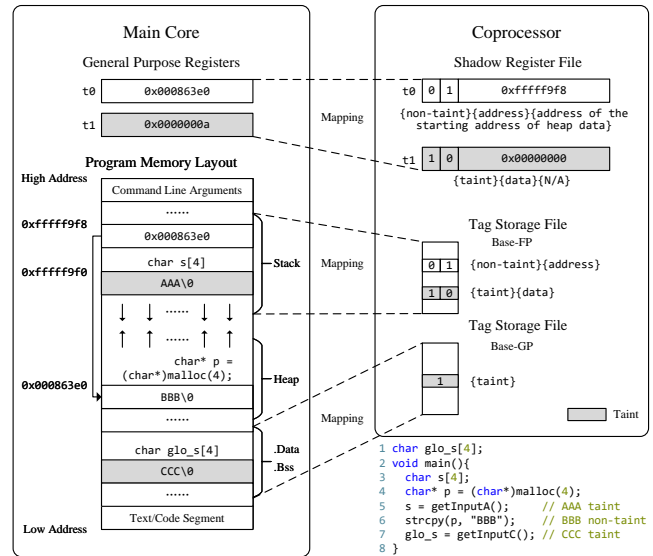 Main Core
General Purpose Registers
t0 0x000863e0
t1 0x0000000a
Program Memory Layout
High Address
Command Line Arguments
......
0xfffff9f8
0x000863e0
char s[4]
0xfffff9f0
AAA\0
Stack
......
......
char* p =
(char*)malloc(4);
Heap
0x000863e0
BBB\0
......
char glo_s[4]
.Data
.Bss
CCC\0
......
Text/Code Segment
Low Address
Mapping
Mapping
Mapping
Coprocessor
Shadow Register File
t0 0 1 0xfffff9f8
{non-taint}{address}{address of the
starting address of heap data}
t1 1 0 0x00000000
{taint}{data}{N/A}
Tag Storage File
Base-FP
0 1 {non-taint}{address}
1 0 {taint}{data}
Tag Storage File
Base-GP
1 {taint}
Taint
1 char glo_s[4];
2 void main(){
3 char s[4];
4 char* p = (char*)malloc(4);
5 s = getInputA(); // AAA taint
6 strcpy(p, "BBB"); // BBB non-taint
7 glo_s = getInputC(); // CCC taint
8 }